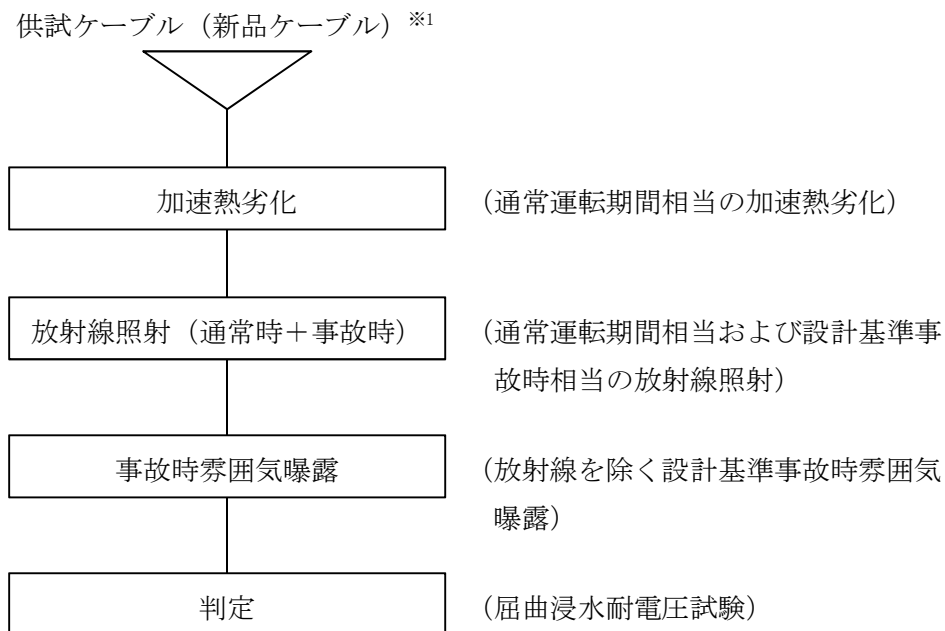 供試ケーブル（新品ケーブル）※1
加速熱劣化
（通常運転期間相当の加速熱劣化）
放射線照射（通常時＋事故時）
（通常運転期間相当および設計基準事
故時相当の放射線照射）
事故時雰囲気曝露
（放射線を除く設計基準事故時雰囲気
曝露）
判定
（屈曲浸水耐電圧試験）